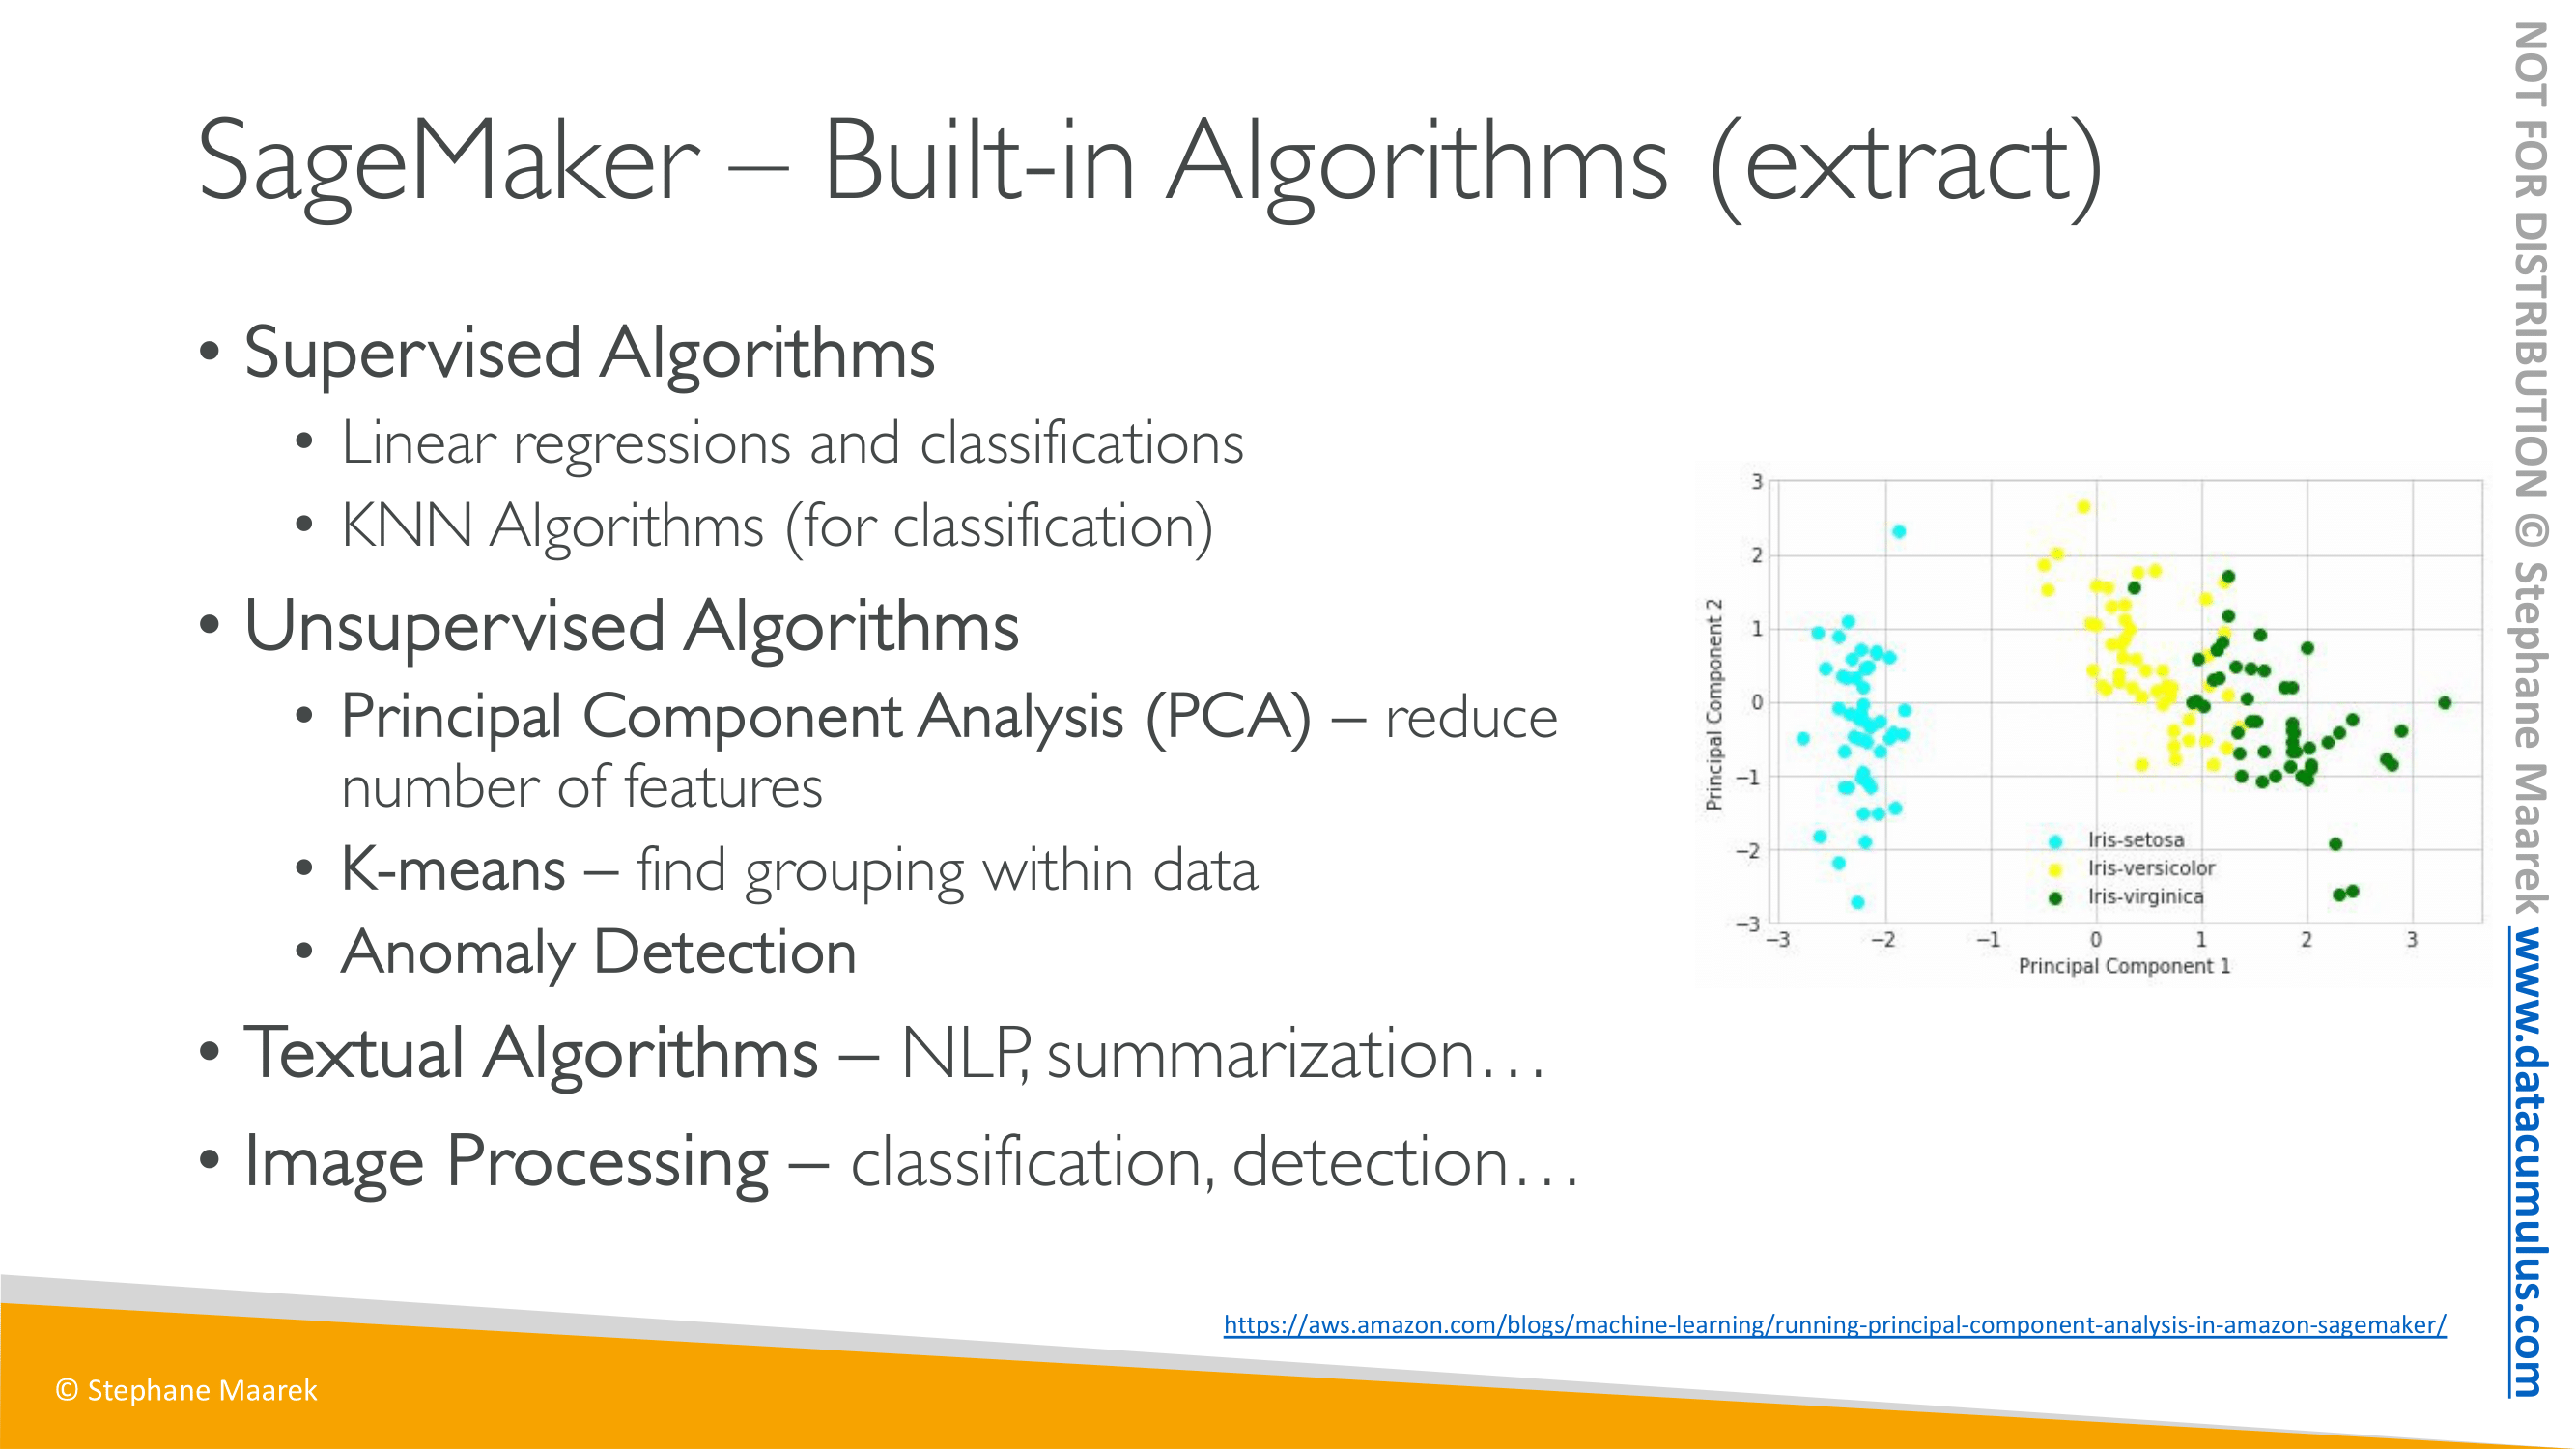 SageMaker – Built-in Algorithms (extract)
• Supervised Algorithms
• Linear regressions and classifications
• KNN Algorithms (for classification)
• Unsupervised Algorithms
• Principal Component Analysis (PCA) – reduce
number of features
• K-means – find grouping within data
• Anomaly Detection
• Textual Algorithms – NLP, summarization…
• Image Processing – classification, detection…
3
2
1
0
−1
−2
−3
Principal Component 2
Iris-setosa
Iris-versicolor
Iris-virginica
−3 −2 −1 0 1 2 3
Principal Component 1
https://aws.amazon.com/blogs/machine-learning/running-principal-component-analysis-in-amazon-sagemaker/
© Stephane Maarek
NOT FOR DISTRIBUTION © Stephane Maarek www.datacumulus.com